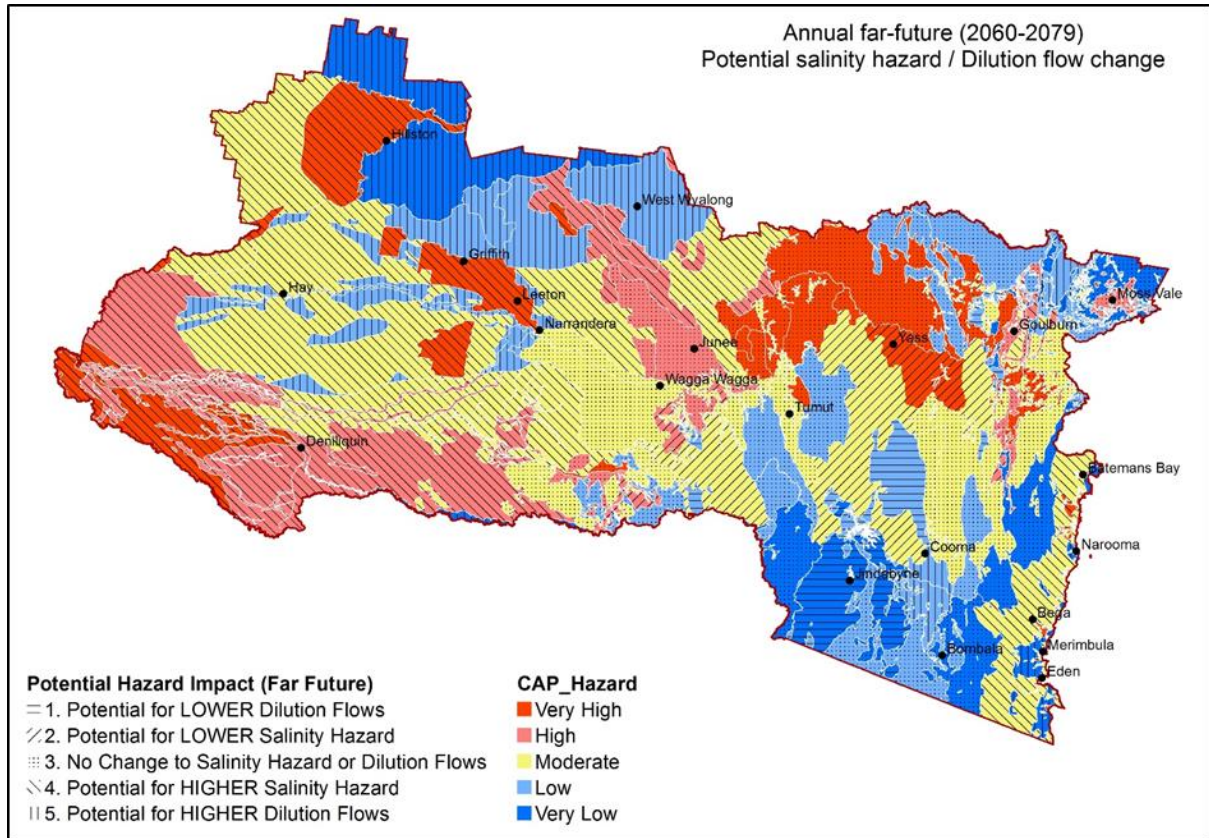 Annual far-future (2060-2079)
Potential salinity hazard / Dilution flow change
Hillston
West Wyalong
Griffith
Hay
Leeton
Moss Vale
Narrandera
Goulburn
Junee
Yass
Wagga Wagga
Tumut
Deniliquin
Batemans Bay
Cooma
Narooma
Jindabyne
Bega
Bombala
Merimbula
Eden
Potential Hazard Impact (Far Future)
1. Potential for LOWER Dilution Flows
2. Potential for LOWER Salinity Hazard
3. No Change to Salinity Hazard or Dilution Flows
4. Potential for HIGHER Salinity Hazard
5. Potential for HIGHER Dilution Flows
CAP_Hazard
Very High
High
Moderate
Low
Very Low